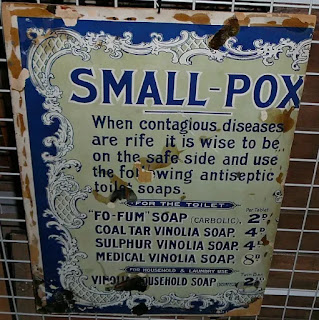 SMALL-POX
When contagious diseases
are rife it is wise to be
on the safe side and use
the following antiseptic
toilet soaps.
FOR THE TOILET
Per Tablet
"FO-FUM" SOAP (CARBOLIC). 2D
COAL TAR VINOLIA SOAP. 4D
SULPHUR VINOLIA SOAP. 4D
MEDICAL VINOLIA SOAP. 8D
FOR HOUSEHOLD & LAUNDRY USE
VINOLIA HOUSEHOLD SOAP 2D